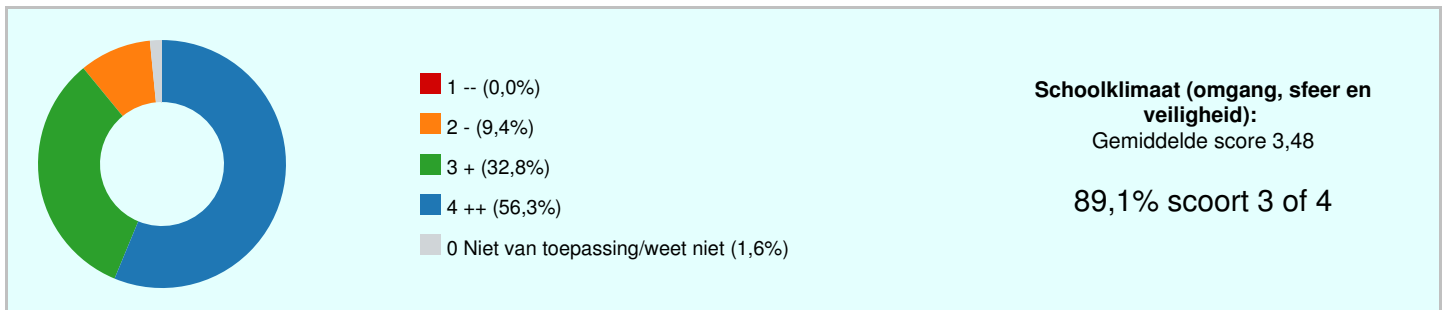 1 -- (0,0%)
2 - (9,4%)
3 + (32,8%)
4 ++ (56,3%)
0 Niet van toepassing/weet niet (1,6%)
Schoolklimaat (omgang, sfeer en
veiligheid):
Gemiddelde score 3,48
89,1% scoort 3 of 4